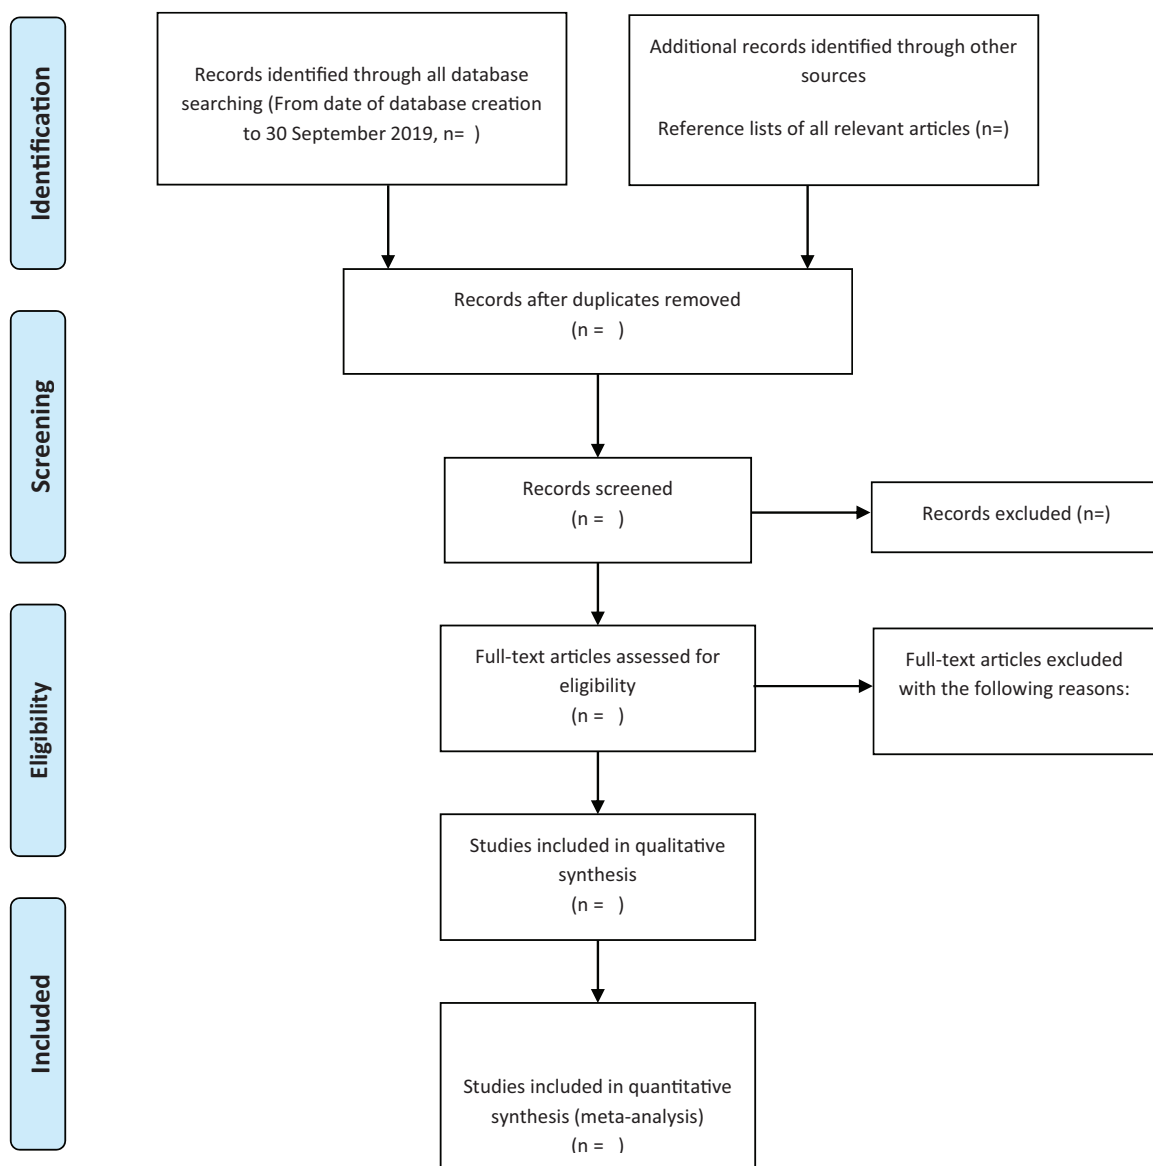 Identification
Records identified through all database
searching (From date of database creation
to 30 September 2019, n=  )
Additional records identified through other
sources
Reference lists of all relevant articles (n=)
Records after duplicates removed
(n =   )
Screening
Records screened
(n =   )
Records excluded (n=)
Eligibility
Full-text articles assessed for
eligibility
(n =   )
Full-text articles excluded
with the following reasons:
Studies included in qualitative
synthesis
(n =   )
Included
Studies included in quantitative
synthesis (meta-analysis)
(n =   )